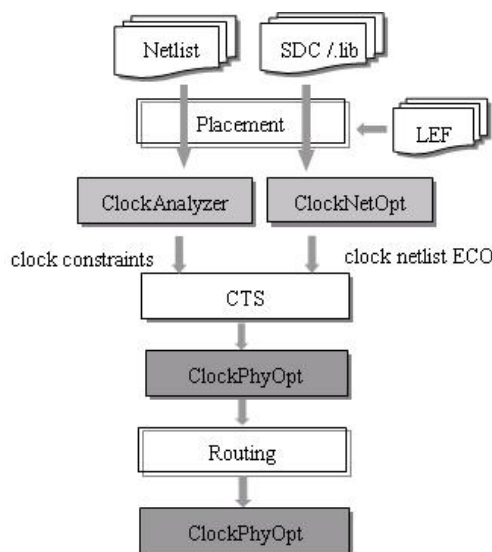 Netlist
SDC /.lib
Placement
LEF
ClockAnalyzer
ClockNetOpt
clock constraints
clock netlist ECO
CTS
ClockPhyOpt
Routing
ClockPhyOpt